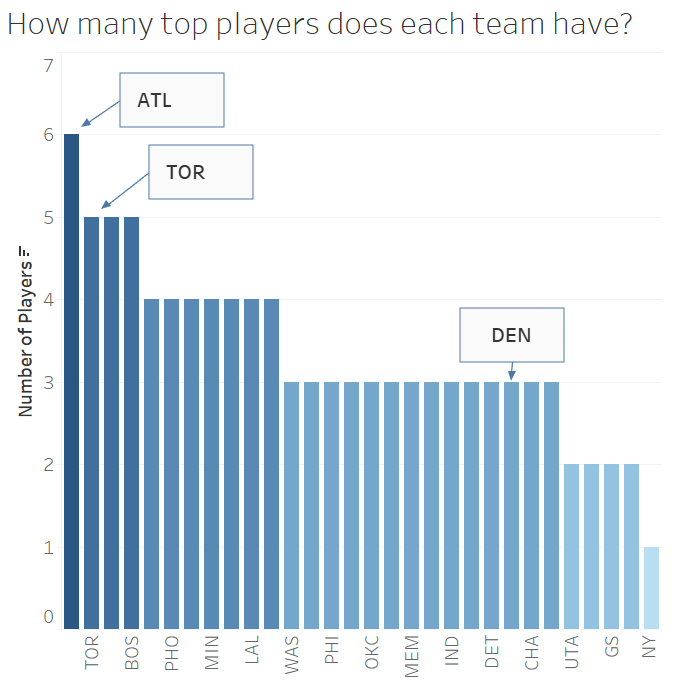 How many top players does each team have?
7
ATL
6
TOR
5
4
DEN
3
2
1
0
Number of Players
TOR BOS PHO MIN LAL WAS PHI OKC MEM IND DET CHA UTA GS NY